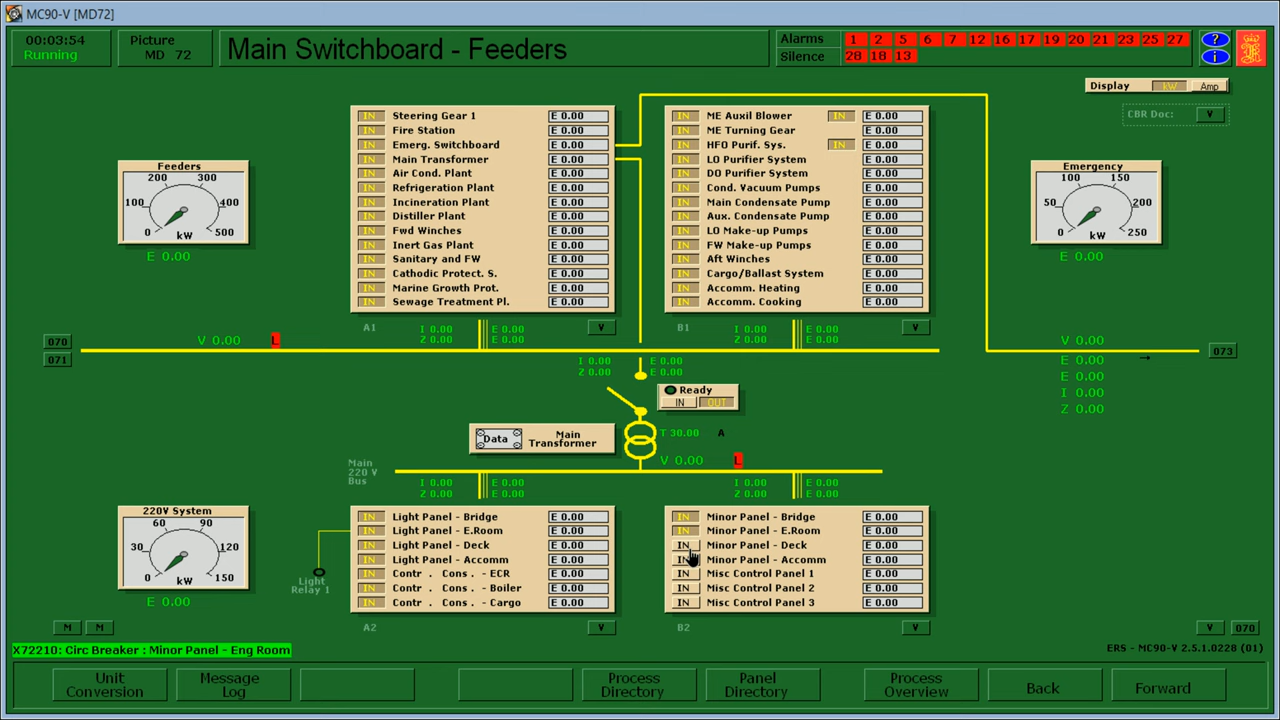 MC90-V [MD72]
00:03:54
Running
Picture
MD 72
Main Switchboard - Feeders
Alarms 1 2 5 6 7 12 16 17 19 20 21 23 25 27
Silence 28 18 13
?
i
Display kW Amp
CBR Doc: V
Feeders
200 300
100 400
0 500
kW
E 0.00
IN Steering Gear 1 E 0.00
IN Fire Station E 0.00
IN Emerg. Switchboard E 0.00
IN Main Transformer E 0.00
IN Air Cond. Plant E 0.00
IN Refrigeration Plant E 0.00
IN Incineration Plant E 0.00
IN Distiller Plant E 0.00
IN Fwd Winches E 0.00
IN Inert Gas Plant E 0.00
IN Sanitary and FW E 0.00
IN Cathodic Protect. S. E 0.00
IN Marine Growth Prot. E 0.00
IN Sewage Treatment Pl. E 0.00
A1 I 0.00 E 0.00 V
Z 0.00 E 0.00
IN ME Auxil Blower IN E 0.00
IN ME Turning Gear E 0.00
IN HFO Purif. Sys. IN E 0.00
IN LO Purifier System E 0.00
IN DO Purifier System E 0.00
IN Cond. Vacuum Pumps E 0.00
IN Main Condensate Pump E 0.00
IN Aux. Condensate Pump E 0.00
IN LO Make-up Pumps E 0.00
IN FW Make-up Pumps E 0.00
IN Aft Winches E 0.00
IN Cargo/Ballast System E 0.00
IN Accomm. Heating E 0.00
IN Accomm. Cooking E 0.00
B1 I 0.00 E 0.00 V
Z 0.00 E 0.00
Emergency
100 150
50 200
0 250
kW
E 0.00
070
071
V 0.00 L
V 0.00
E 0.00
E 0.00
I 0.00
Z 0.00
073
I 0.00 E 0.00
Z 0.00 E 0.00
Ready
IN OUT
Data
Main
Transformer
T 30.00 A
V 0.00 L
Main
220 V
Bus
I 0.00 E 0.00
Z 0.00 E 0.00
I 0.00 E 0.00
Z 0.00 E 0.00
220V System
60 90
30 120
0 150
kW
E 0.00
Light
Relay 1
IN Light Panel - Bridge E 0.00
IN Light Panel - E.Room E 0.00
IN Light Panel - Deck E 0.00
IN Light Panel - Accomm E 0.00
IN Contr . Cons . - ECR E 0.00
IN Contr . Cons . - Boiler E 0.00
IN Contr . Cons . - Cargo E 0.00
A2 V
IN Minor Panel - Bridge E 0.00
IN Minor Panel - E.Room E 0.00
IN Minor Panel - Deck E 0.00
IN Minor Panel - Accomm E 0.00
IN Misc Control Panel 1 E 0.00
IN Misc Control Panel 2 E 0.00
IN Misc Control Panel 3 E 0.00
B2 V
M M
V 070
X72210: Circ Breaker : Minor Panel - Eng Room
ERS - MC90-V 2.5.1.0228 (01)
Unit
Conversion
Message
Log
Process
Directory
Panel
Directory
Process
Overview
Back
Forward